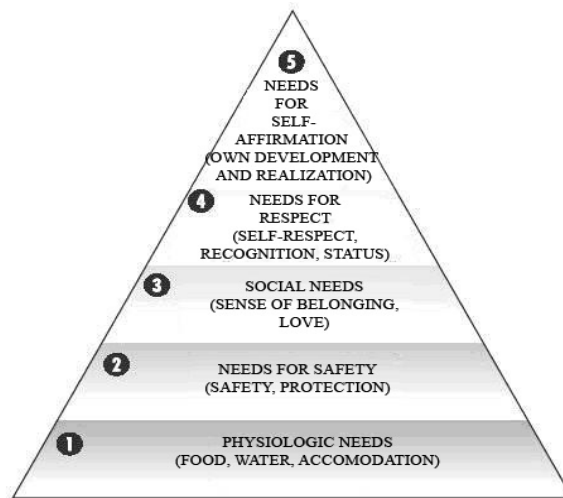 5
NEEDS
FOR
SELF-
AFFIRMATION
(OWN DEVELOPMENT
AND REALIZATION)
4
NEEDS FOR
RESPECT
(SELF-RESPECT,
RECOGNITION, STATUS)
3
SOCIAL NEEDS
(SENSE OF BELONGING,
LOVE)
2
NEEDS FOR SAFETY
(SAFETY, PROTECTION)
1
PHYSIOLOGIC NEEDS
(FOOD, WATER, ACCOMODATION)